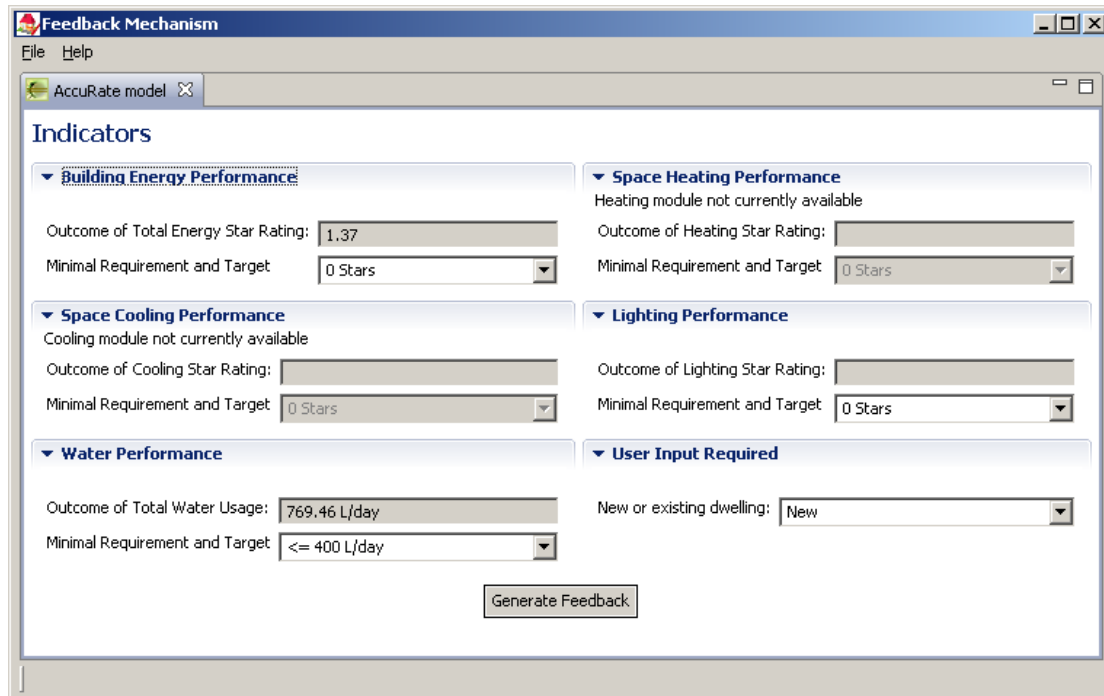 Feedback Mechanism
File Help
AccuRate model
Indicators
Building Energy Performance
Outcome of Total Energy Star Rating: 1.37
Minimal Requirement and Target 0 Stars
Space Heating Performance
Heating module not currently available
Outcome of Heating Star Rating:
Minimal Requirement and Target 0 Stars
Space Cooling Performance
Cooling module not currently available
Outcome of Cooling Star Rating:
Minimal Requirement and Target 0 Stars
Lighting Performance
Outcome of Lighting Star Rating:
Minimal Requirement and Target 0 Stars
Water Performance
Outcome of Total Water Usage: 769.46 L/day
Minimal Requirement and Target <= 400 L/day
User Input Required
New or existing dwelling: New
Generate Feedback